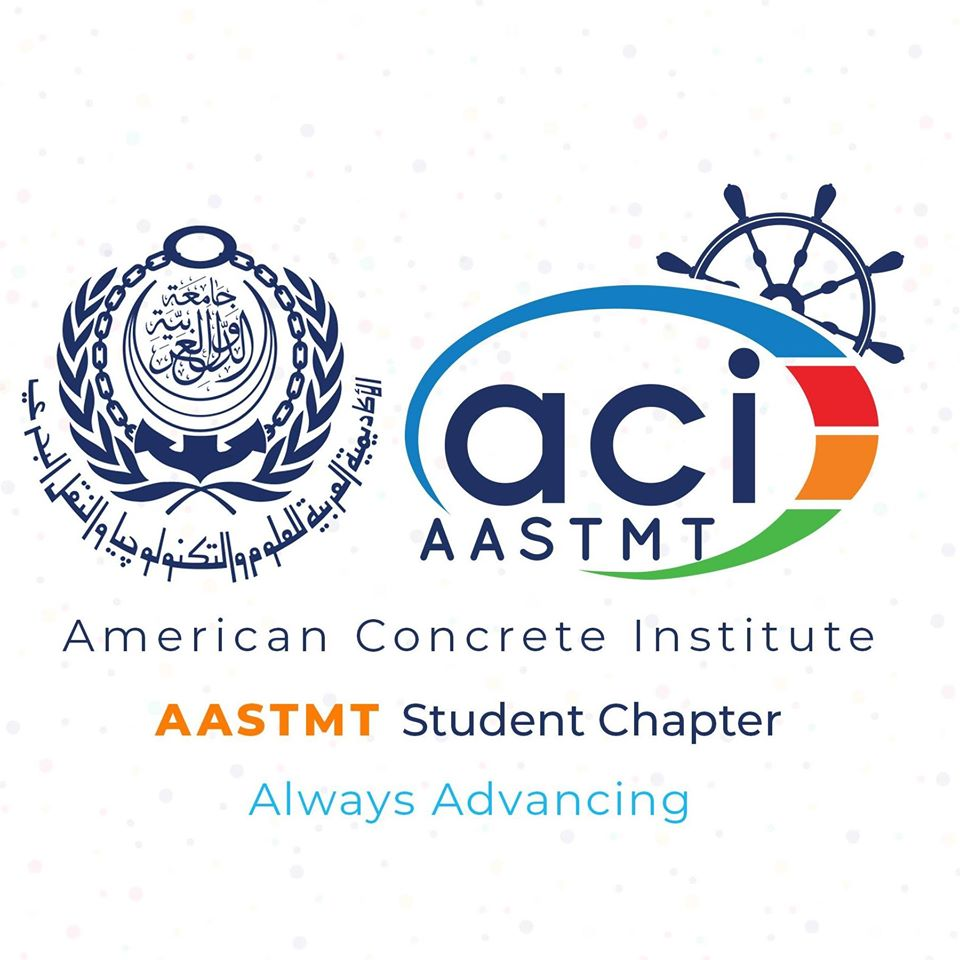 جامعة
الدول العربية
الأكاديمية العربية للعلوم والتكنولوجيا والنقل البحري
aci
AASTMT
American Concrete Institute
AASTMT Student Chapter
Always Advancing